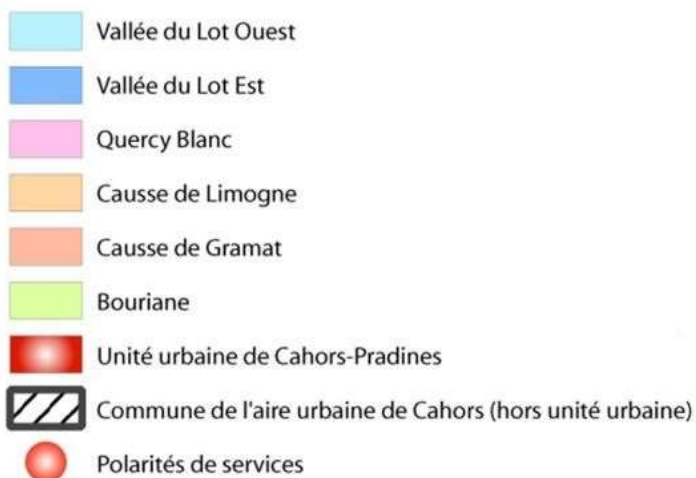 Vallée du Lot Ouest
Vallée du Lot Est
Quercy Blanc
Causse de Limogne
Causse de Gramat
Bouriane
Unité urbaine de Cahors-Pradines
Commune de l'aire urbaine de Cahors (hors unité urbaine)
Polarités de services